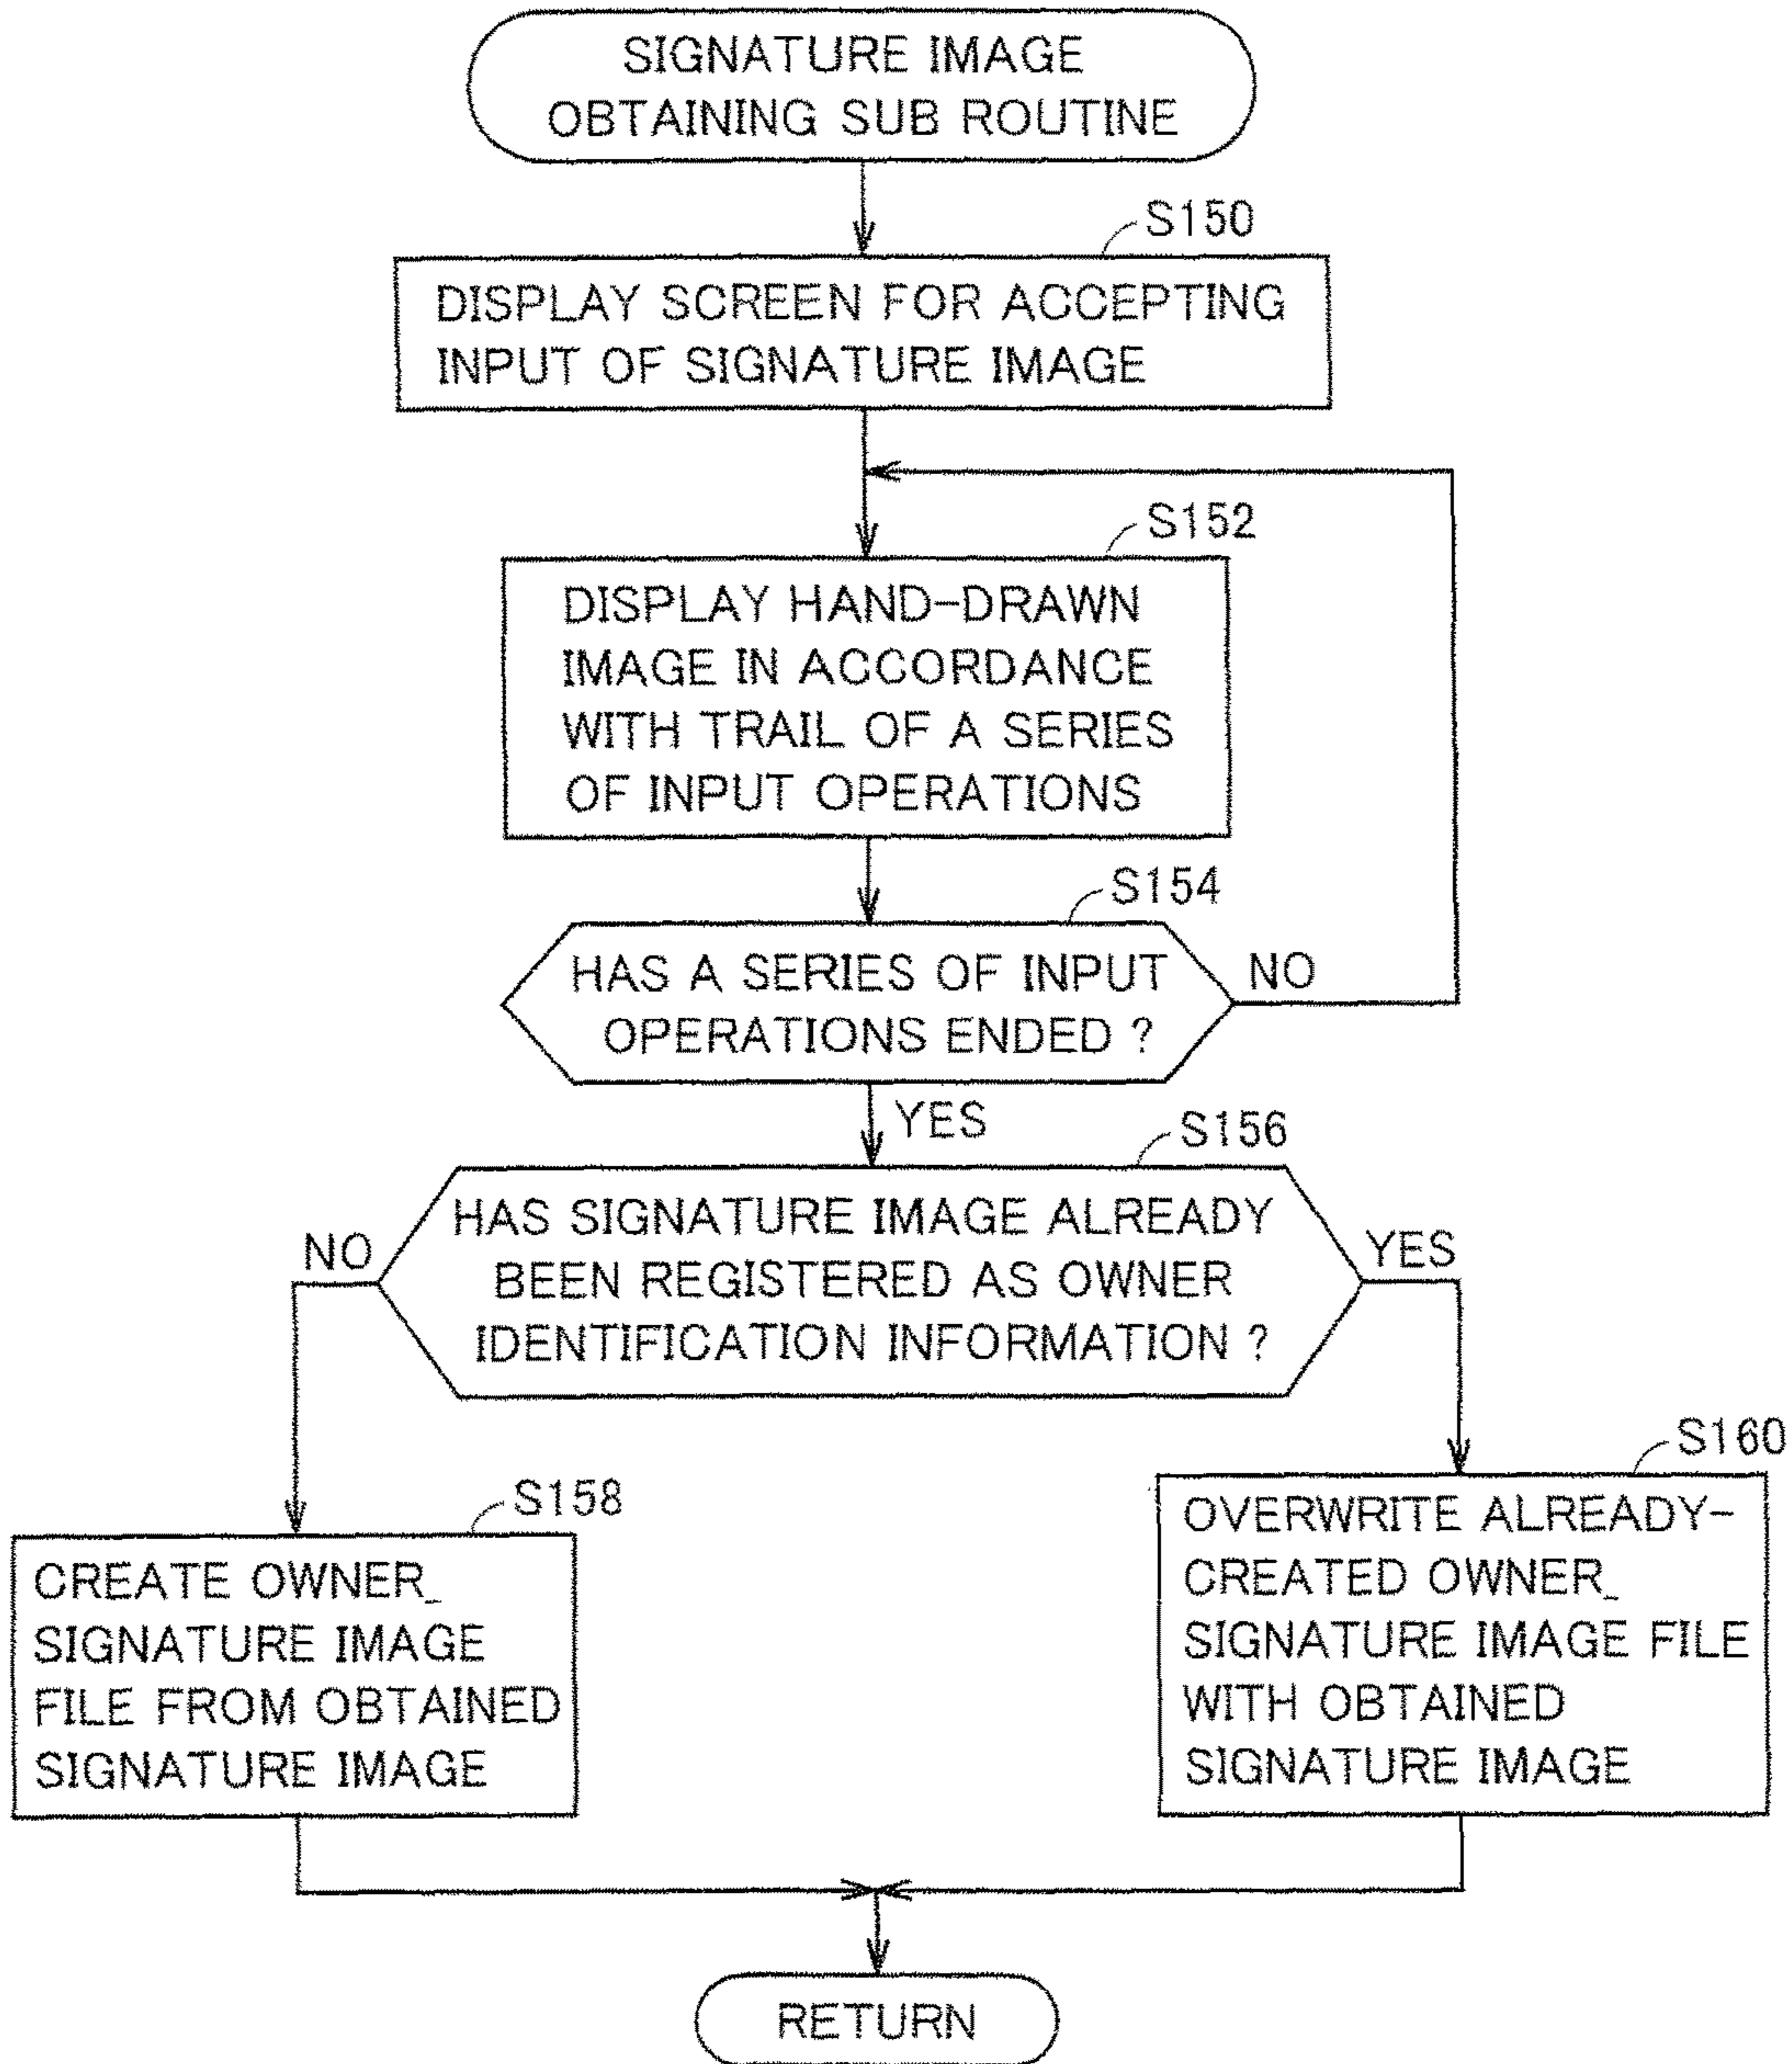 SIGNATURE IMAGE
OBTAINING SUB ROUTINE
S150
DISPLAY SCREEN FOR ACCEPTING
INPUT OF SIGNATURE IMAGE
S152
DISPLAY HAND-DRAWN
IMAGE IN ACCORDANCE
WITH TRAIL OF A SERIES
OF INPUT OPERATIONS
S154
HAS A SERIES OF INPUT
OPERATIONS ENDED ?
NO
YES
S156
HAS SIGNATURE IMAGE ALREADY
BEEN REGISTERED AS OWNER
IDENTIFICATION INFORMATION ?
NO
YES
S158
CREATE OWNER_
SIGNATURE IMAGE
FILE FROM OBTAINED
SIGNATURE IMAGE
S160
OVERWRITE ALREADY-
CREATED OWNER_
SIGNATURE IMAGE FILE
WITH OBTAINED
SIGNATURE IMAGE
RETURN